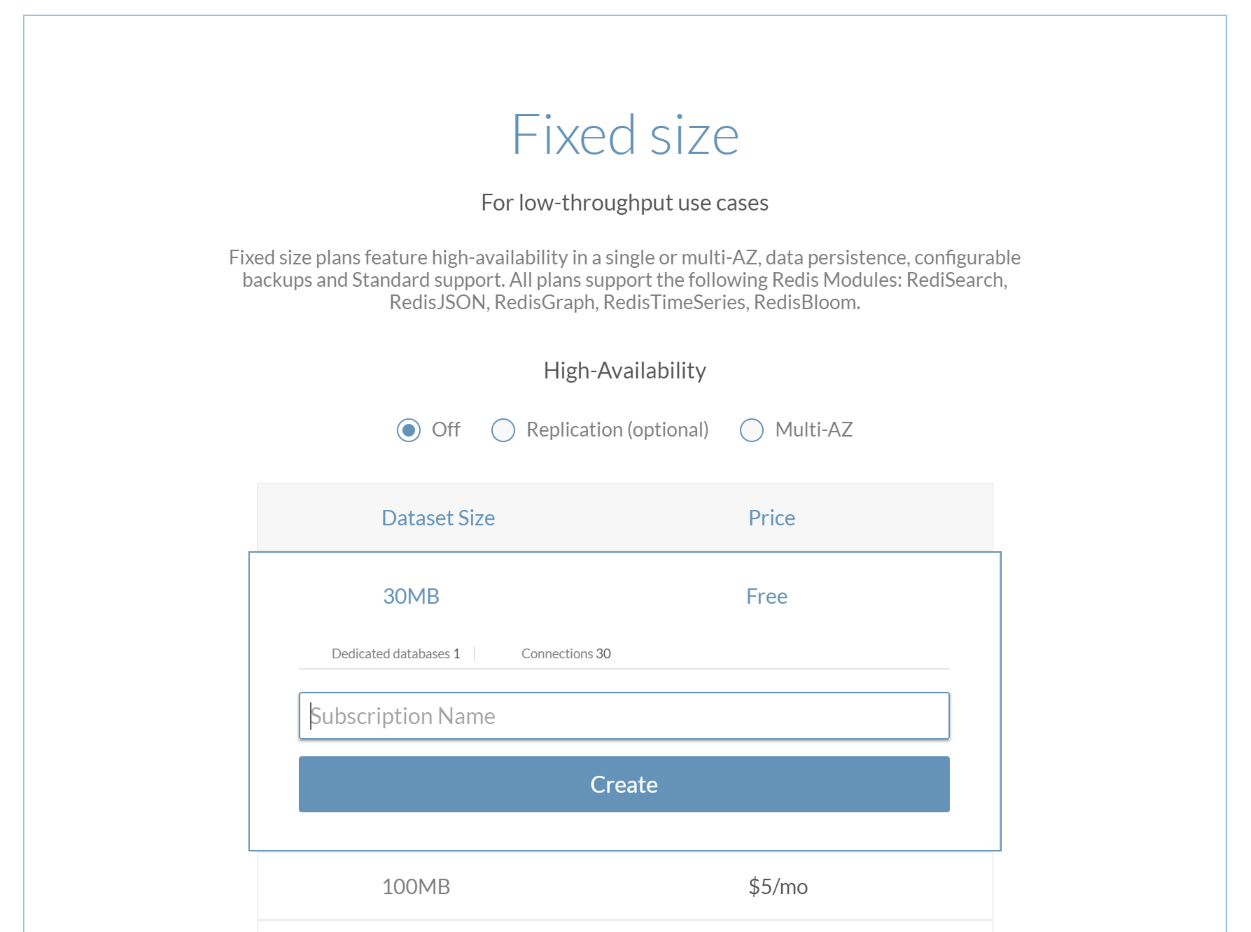 Fixed size
For low-throughput use cases
Fixed size plans feature high-availability in a single or multi-AZ, data persistence, configurable
backups and Standard support. All plans support the following Redis Modules: RediSearch,
RedisJSON, RedisGraph, RedisTimeSeries, RedisBloom.
High-Availability
Off Replication (optional) Multi-AZ
Dataset Size Price
30MB Free
Dedicated databases 1 Connections 30
Subscription Name
Create
100MB $5/mo